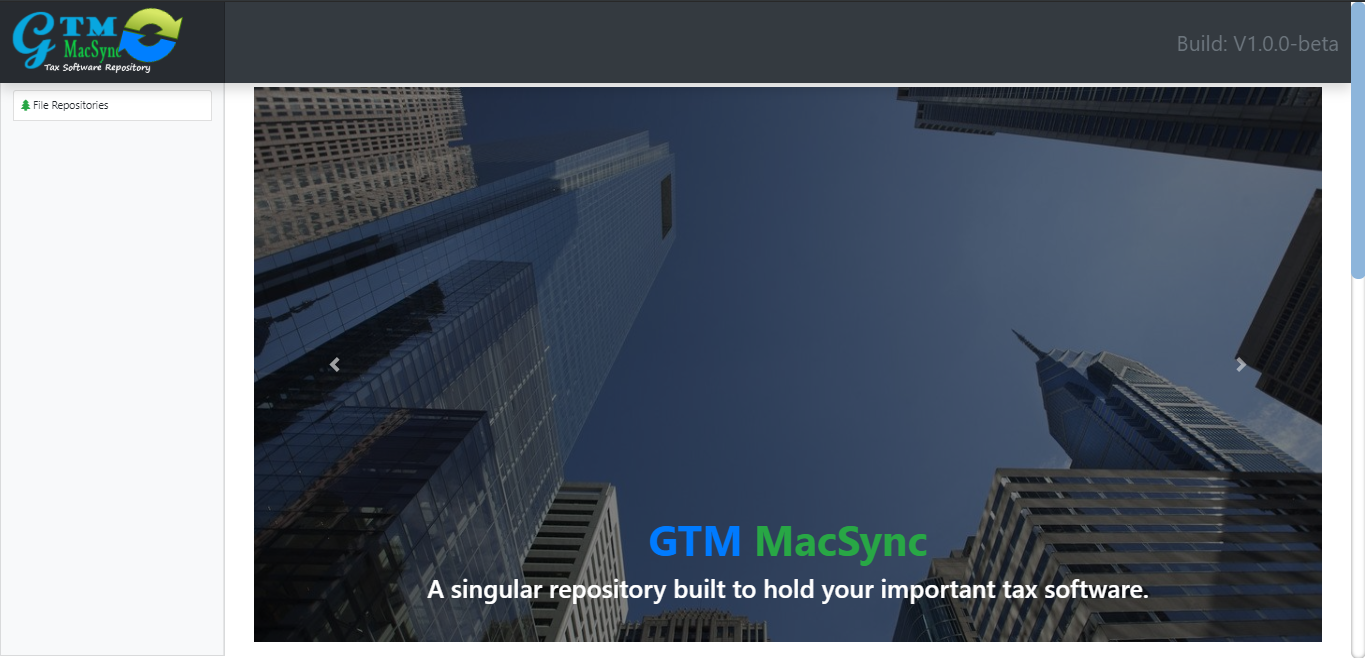 GTM
MacSync
Tax Software Repository
Build: V1.0.0-beta
File Repositories
GTM MacSync
A singular repository built to hold your important tax software.